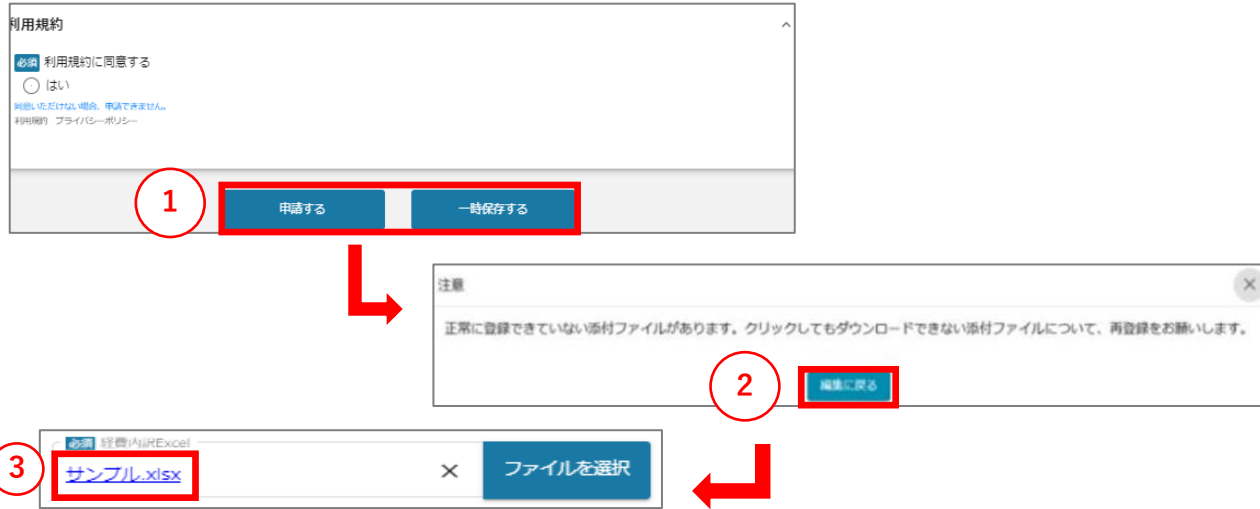 利用規約
必須 利用規約に同意する
はい
同意いただけない場合、申請できません。
利用規約 プライバシーポリシー
1
申請する
一時保存する
注意
正常に登録できていない添付ファイルがあります。クリックしてもダウンロードできない添付ファイルについて、再登録をお願いします。
2
編集に戻る
必須 経費内訳Excel
3
サンプル.xlsx
ファイルを選択